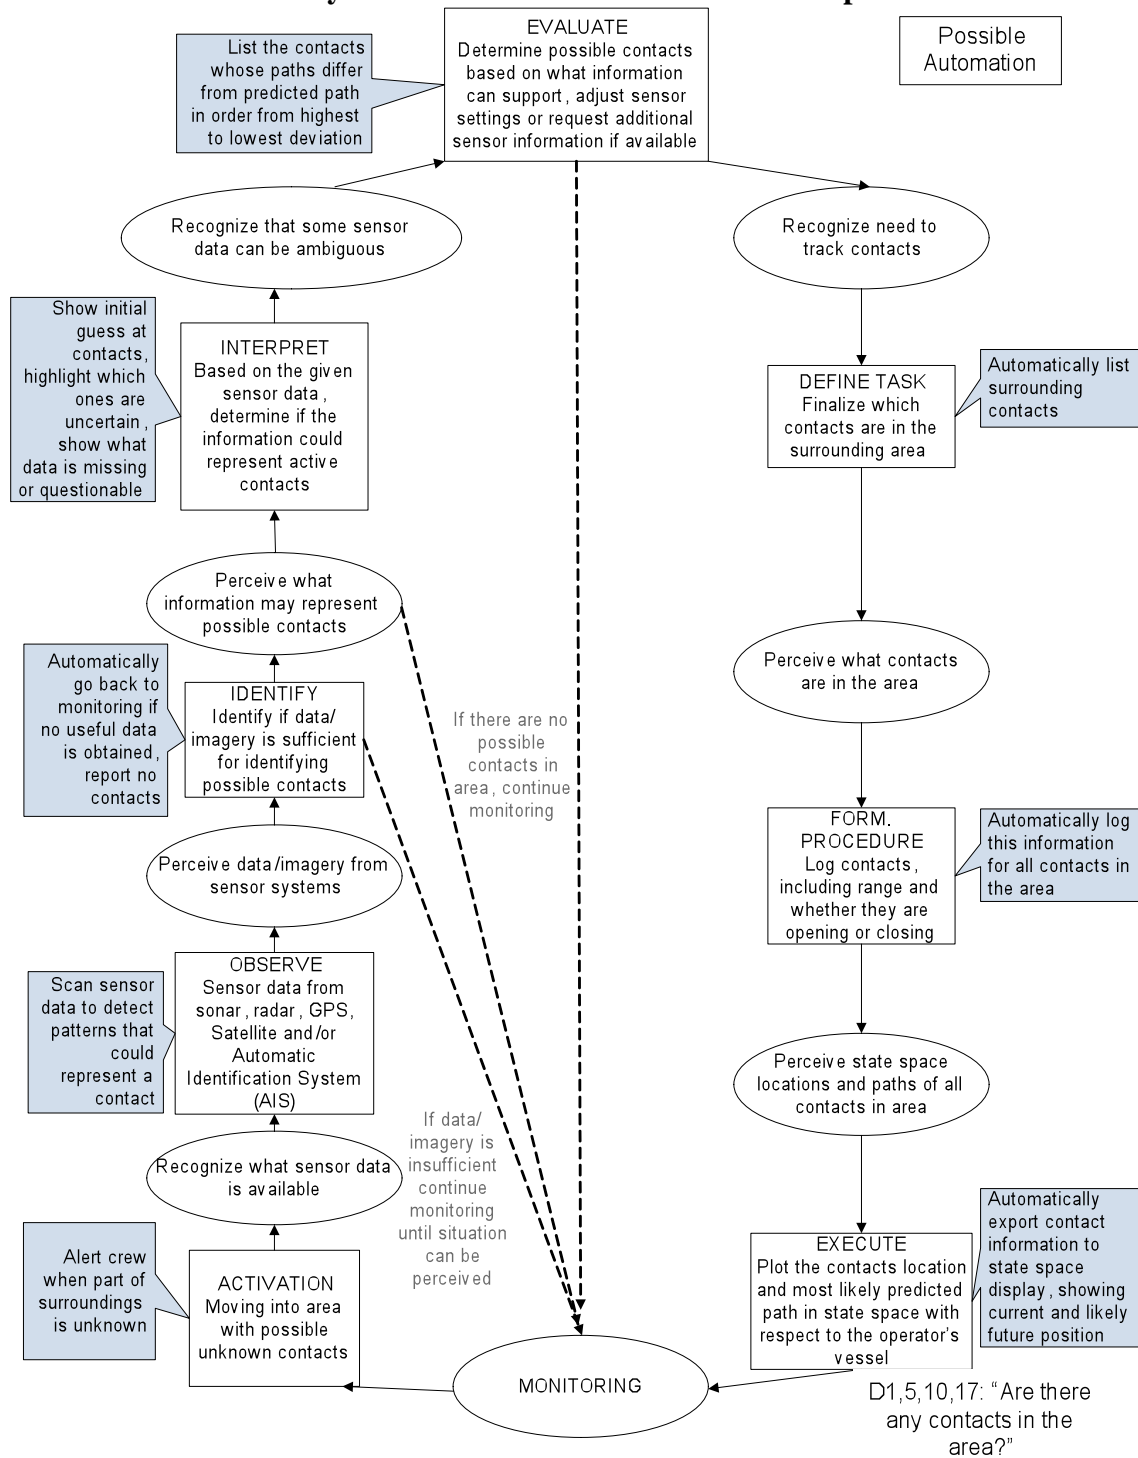 EVALUATE
Determine possible contacts
based on what information
can support, adjust sensor
settings or request additional
sensor information if available
Possible
Automation
List the contacts
whose paths differ
from predicted path
in order from highest
to lowest deviation
Recognize that some sensor
data can be ambiguous
Recognize need to
track contacts
Show initial
guess at
contacts,
highlight which
ones are
uncertain,
show what
data is missing
or questionable
INTERPRET
Based on the given
sensor data,
determine if the
information could
represent active
contacts
DEFINE TASK
Finalize which
contacts are in the
surrounding area
Automatically list
surrounding
contacts
Perceive what
information may represent
possible contacts
Perceive what contacts
are in the area
Automatically
go back to
monitoring if
no useful data
is obtained,
report no
contacts
IDENTIFY
Identify if data/
imagery is sufficient
for identifying
possible contacts
If there are no
possible
contacts in
area, continue
monitoring
FORM.
PROCEDURE
Log contacts,
including range and
whether they are
opening or closing
Automatically log
this information
for all contacts in
the area
Perceive data/imagery from
sensor systems
Scan sensor
data to detect
patterns that
could
represent a
contact
OBSERVE
Sensor data from
sonar, radar, GPS,
Satellite and/or
Automatic
Identification System
(AIS)
Perceive state space
locations and paths of all
contacts in area
If data/
imagery is
insufficient
continue
monitoring
until situation
can be
perceived
Recognize what sensor data
is available
Alert crew
when part of
surroundings
is unknown
ACTIVATION
Moving into area
with possible
unknown contacts
EXECUTE
Plot the contacts location
and most likely predicted
path in state space with
respect to the operator's
vessel
Automatically
export contact
information to
state space
display, showing
current and likely
future position
MONITORING
D1,5,10,17: “Are there
any contacts in the
area?”